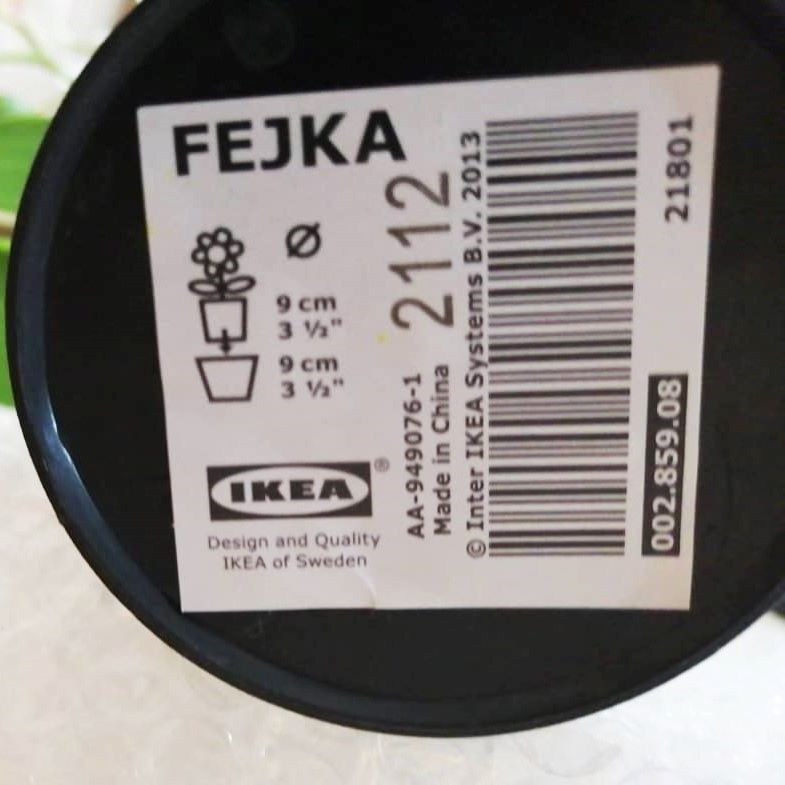 FEJKA
Ø
9 cm
3 ½"
9 cm
3 ½"
IKEA®
Design and Quality
IKEA of Sweden
2112
AA-949076-1
Made in China
© Inter IKEA Systems B.V. 2013
21801
002.859.08